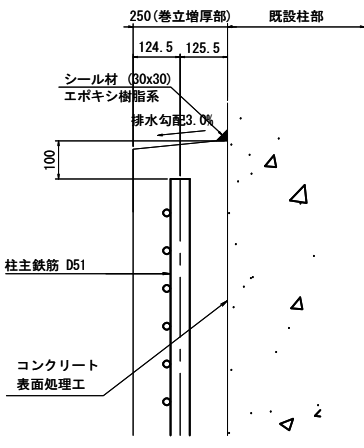 250(巻立増厚部) 既設柱部
124.5 125.5
シール材 (30x30)
エポキシ樹脂系
排水勾配3.0%
100
柱主鉄筋 D51
コンクリート
表面処理工